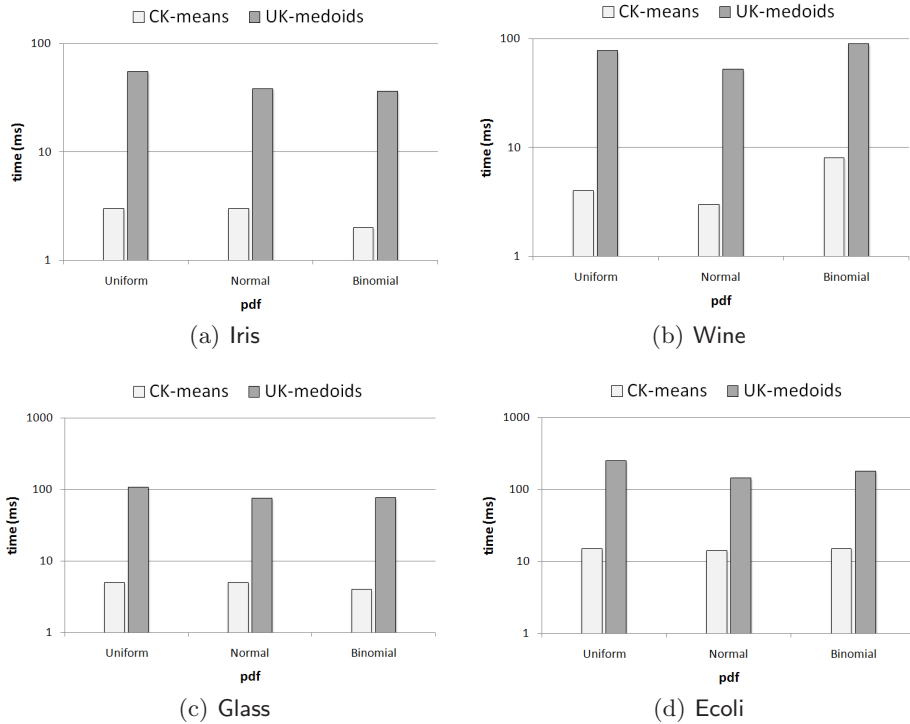 CK-means UK-medoids
100
10
1
time (ms)
Uniform Normal Binomial
pdf
(a) Iris
CK-means UK-medoids
100
10
1
time (ms)
Uniform Normal Binomial
pdf
(b) Wine
CK-means UK-medoids
1000
100
10
1
time (ms)
Uniform Normal Binomial
pdf
(c) Glass
CK-means UK-medoids
1000
100
10
1
time (ms)
Uniform Normal Binomial
pdf
(d) Ecoli